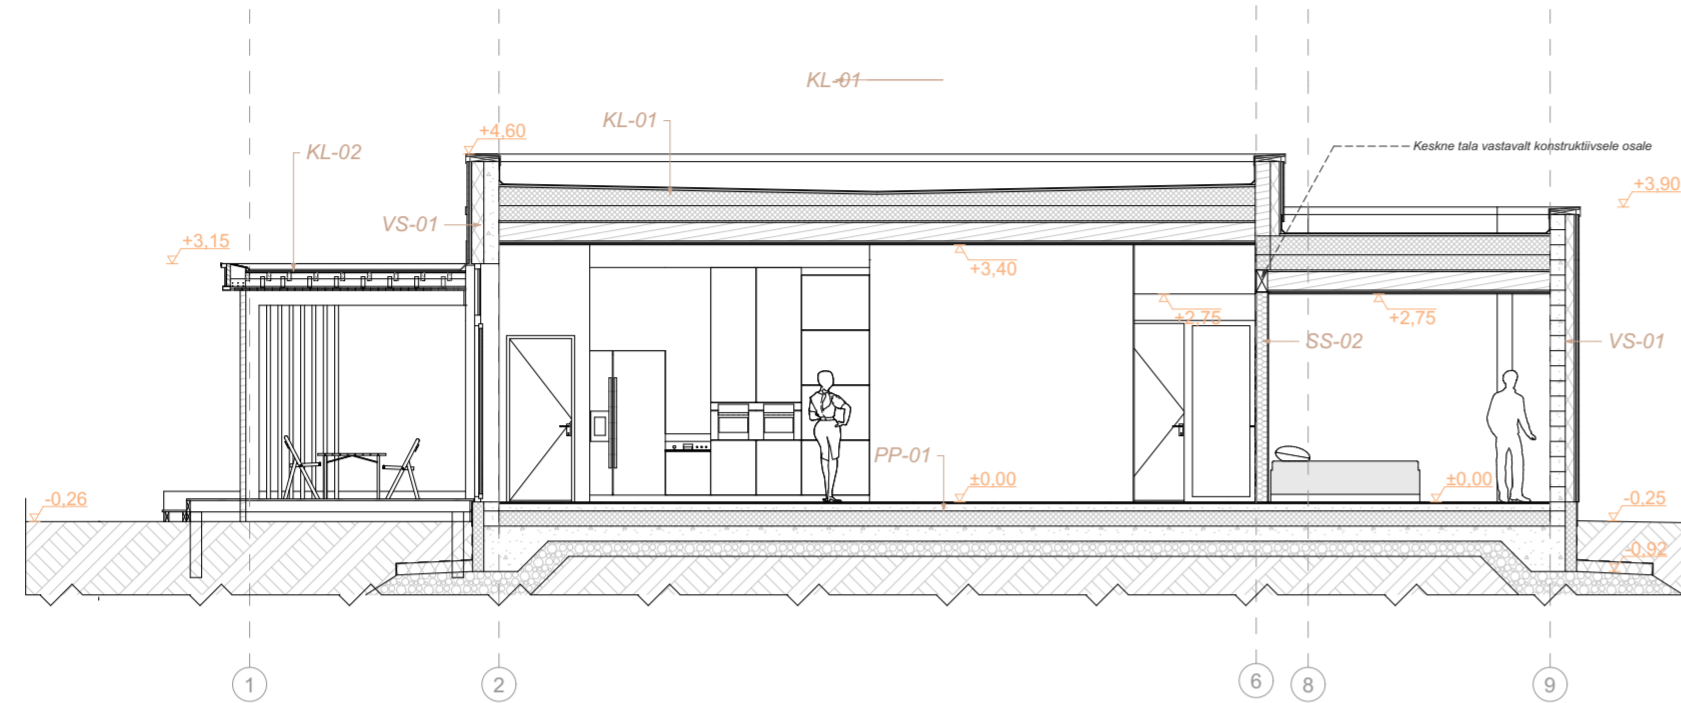 KL-01
KL-01
+4,60
KL-02
Keskne tala vastavalt konstruktiivsele osale
+3,90
VS-01
+3,15
+3,40
+2,75
+2,75
SS-02
VS-01
PP-01
±0,00
±0,00
-0,26
-0,25
-0,92
1
2
6
8
9